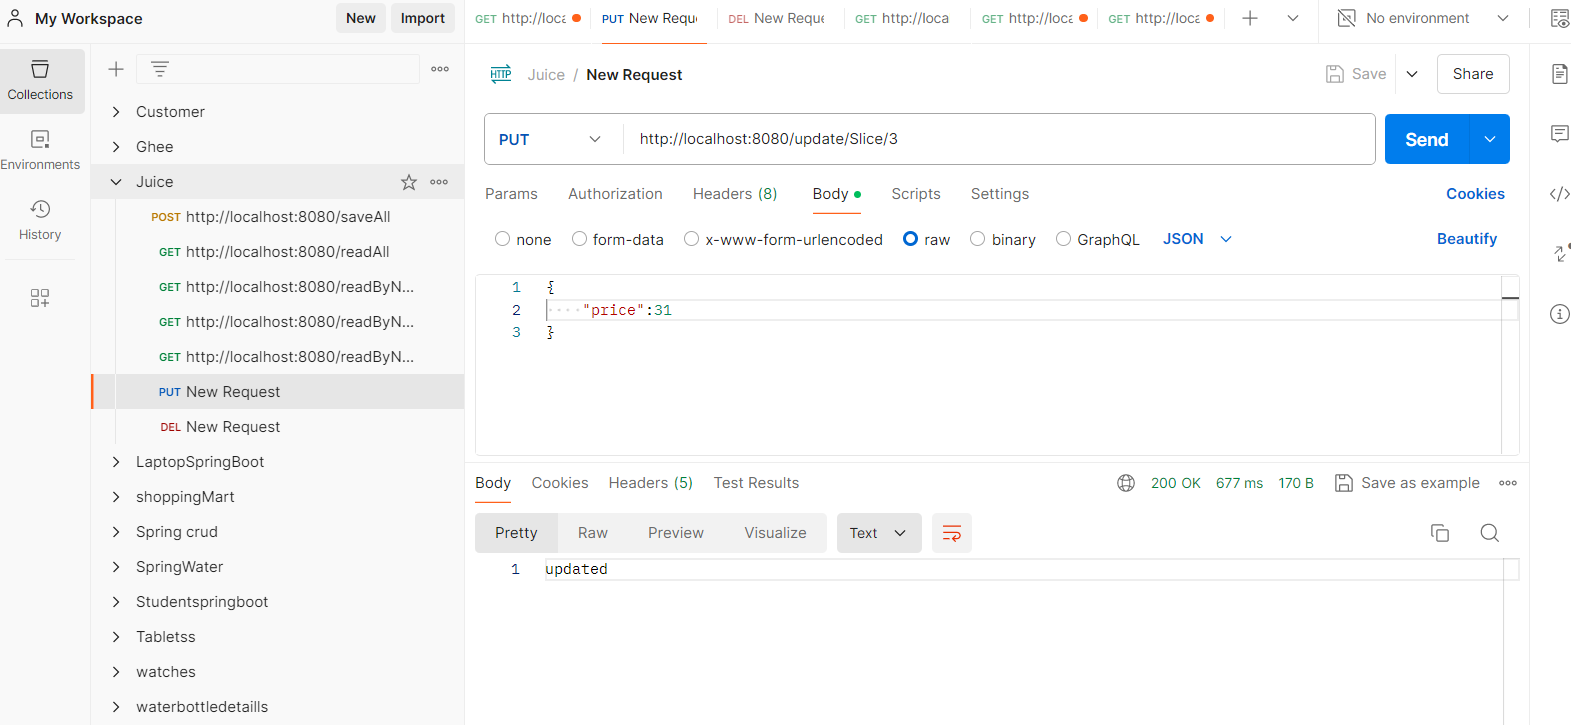 My Workspace
New
Import
GET http://loca
PUT New Requ
DEL New Reque
GET http://loca
GET http://loca
GET http://loca
No environment
Collections
Environments
History
Customer
Ghee
Juice
POST http://localhost:8080/saveAll
GET http://localhost:8080/readAll
GET http://localhost:8080/readByN...
GET http://localhost:8080/readByN...
GET http://localhost:8080/readByN...
PUT New Request
DEL New Request
LaptopSpringBoot
shoppingMart
Spring crud
SpringWater
Studentspringboot
Tabletss
watches
waterbottledetaills
HTTP Juice / New Request
Save
Share
PUT http://localhost:8080/update/Slice/3
Send
Params Authorization Headers (8) Body Scripts Settings
Cookies
none form-data x-www-form-urlencoded raw binary GraphQL JSON
Beautify
1 {
2 "price":31
3 }
Body Cookies Headers (5) Test Results
200 OK 677 ms 170 B Save as example
Pretty Raw Preview Visualize Text
1 updated